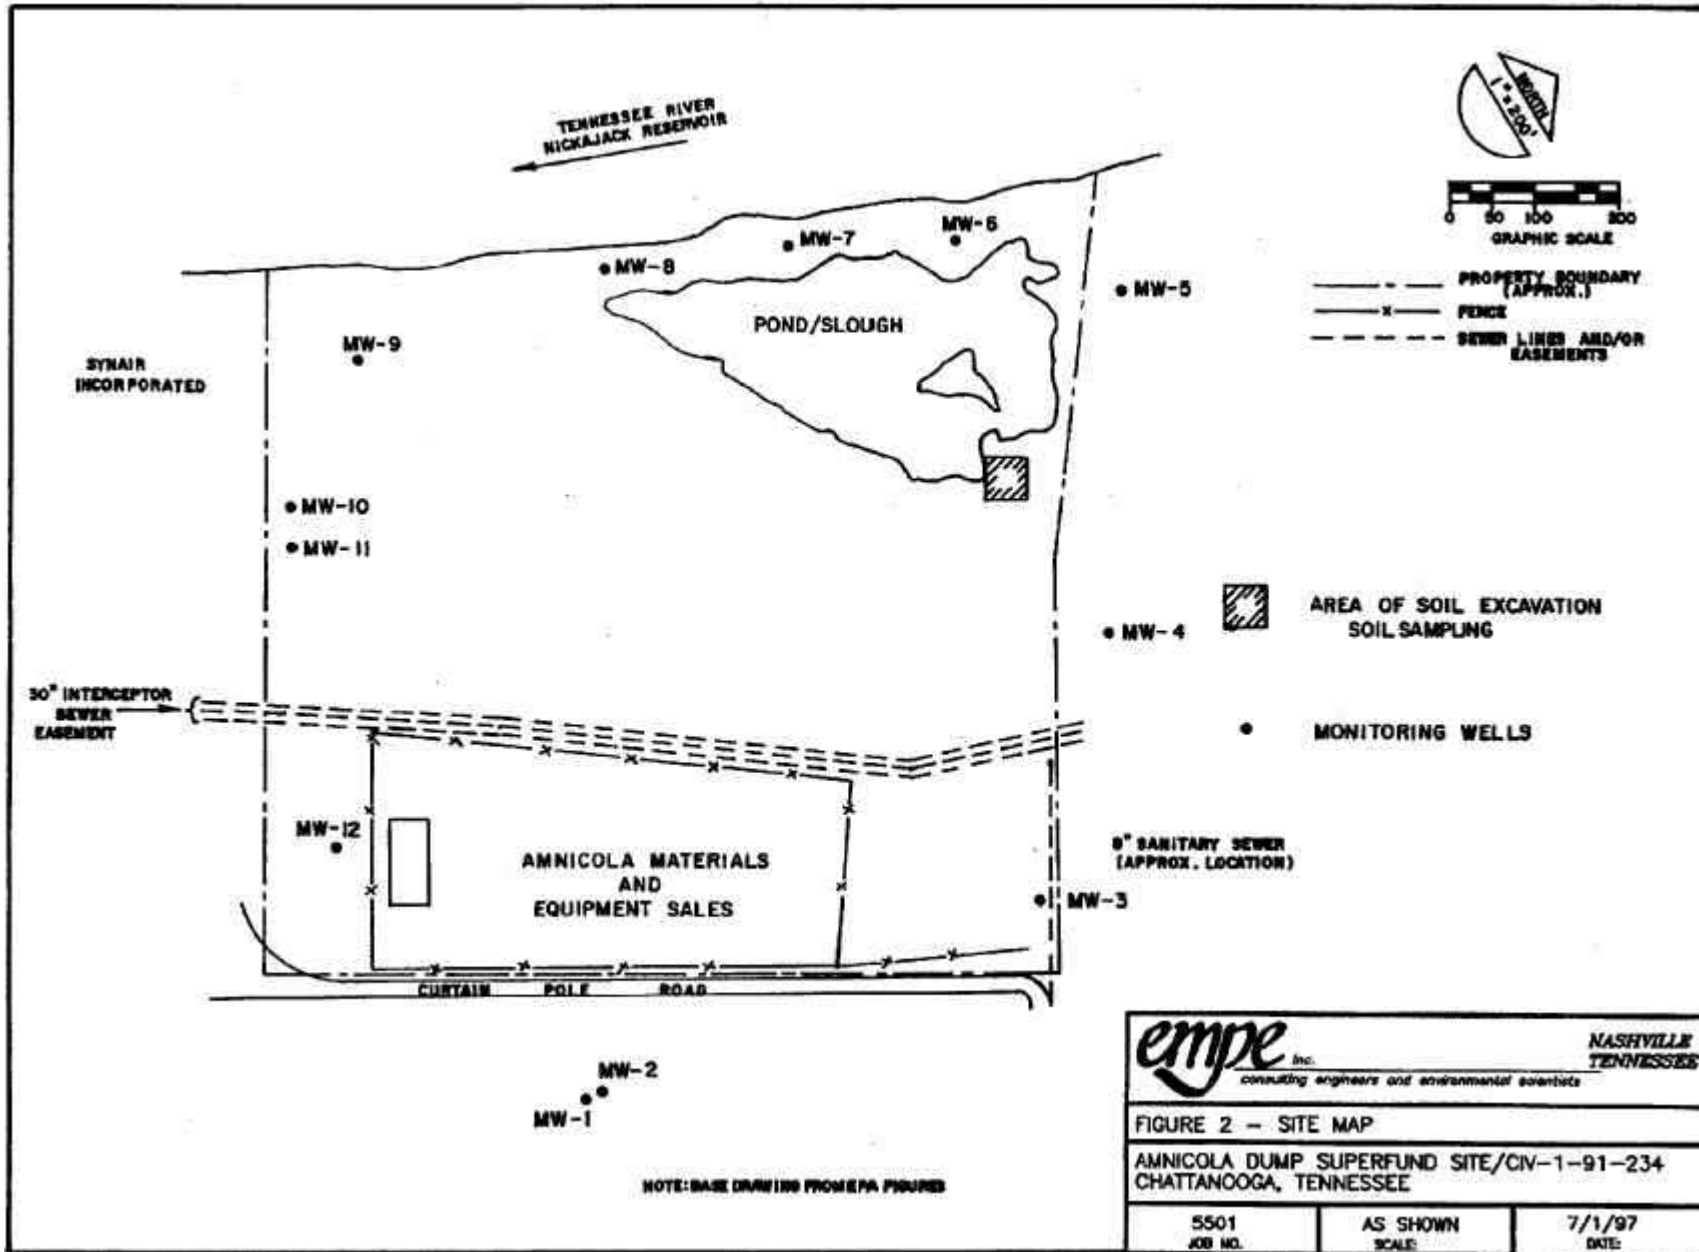 TENNESSEE RIVER
NICKAJACK RESERVOIR
NORTH
1"=200'
0 50 100 200
GRAPHIC SCALE
PROPERTY BOUNDARY
(APPROX.)
FENCE
SEWER LINES AND/OR
EASEMENTS
MW-6
MW-7
MW-8
MW-5
POND/SLOUGH
MW-9
SYNAIR
INCORPORATED
MW-10
MW-11
AREA OF SOIL EXCAVATION
SOIL SAMPLING
MW-4
30" INTERCEPTOR
SEWER
EASEMENT
MONITORING WELLS
MW-12
AMNICOLA MATERIALS
AND
EQUIPMENT SALES
8" SANITARY SEWER
(APPROX. LOCATION)
MW-3
CURTAIN POLE ROAD
MW-2
MW-1
NOTE: BASE DRAWING FROM EPA FIGURES
empe Inc.
consulting engineers and environmental scientists
NASHVILLE
TENNESSEE
FIGURE 2 - SITE MAP
AMNICOLA DUMP SUPERFUND SITE/CIV-1-91-234
CHATTANOOGA, TENNESSEE
5501
JOB NO.
AS SHOWN
SCALE:
7/1/97
DATE: